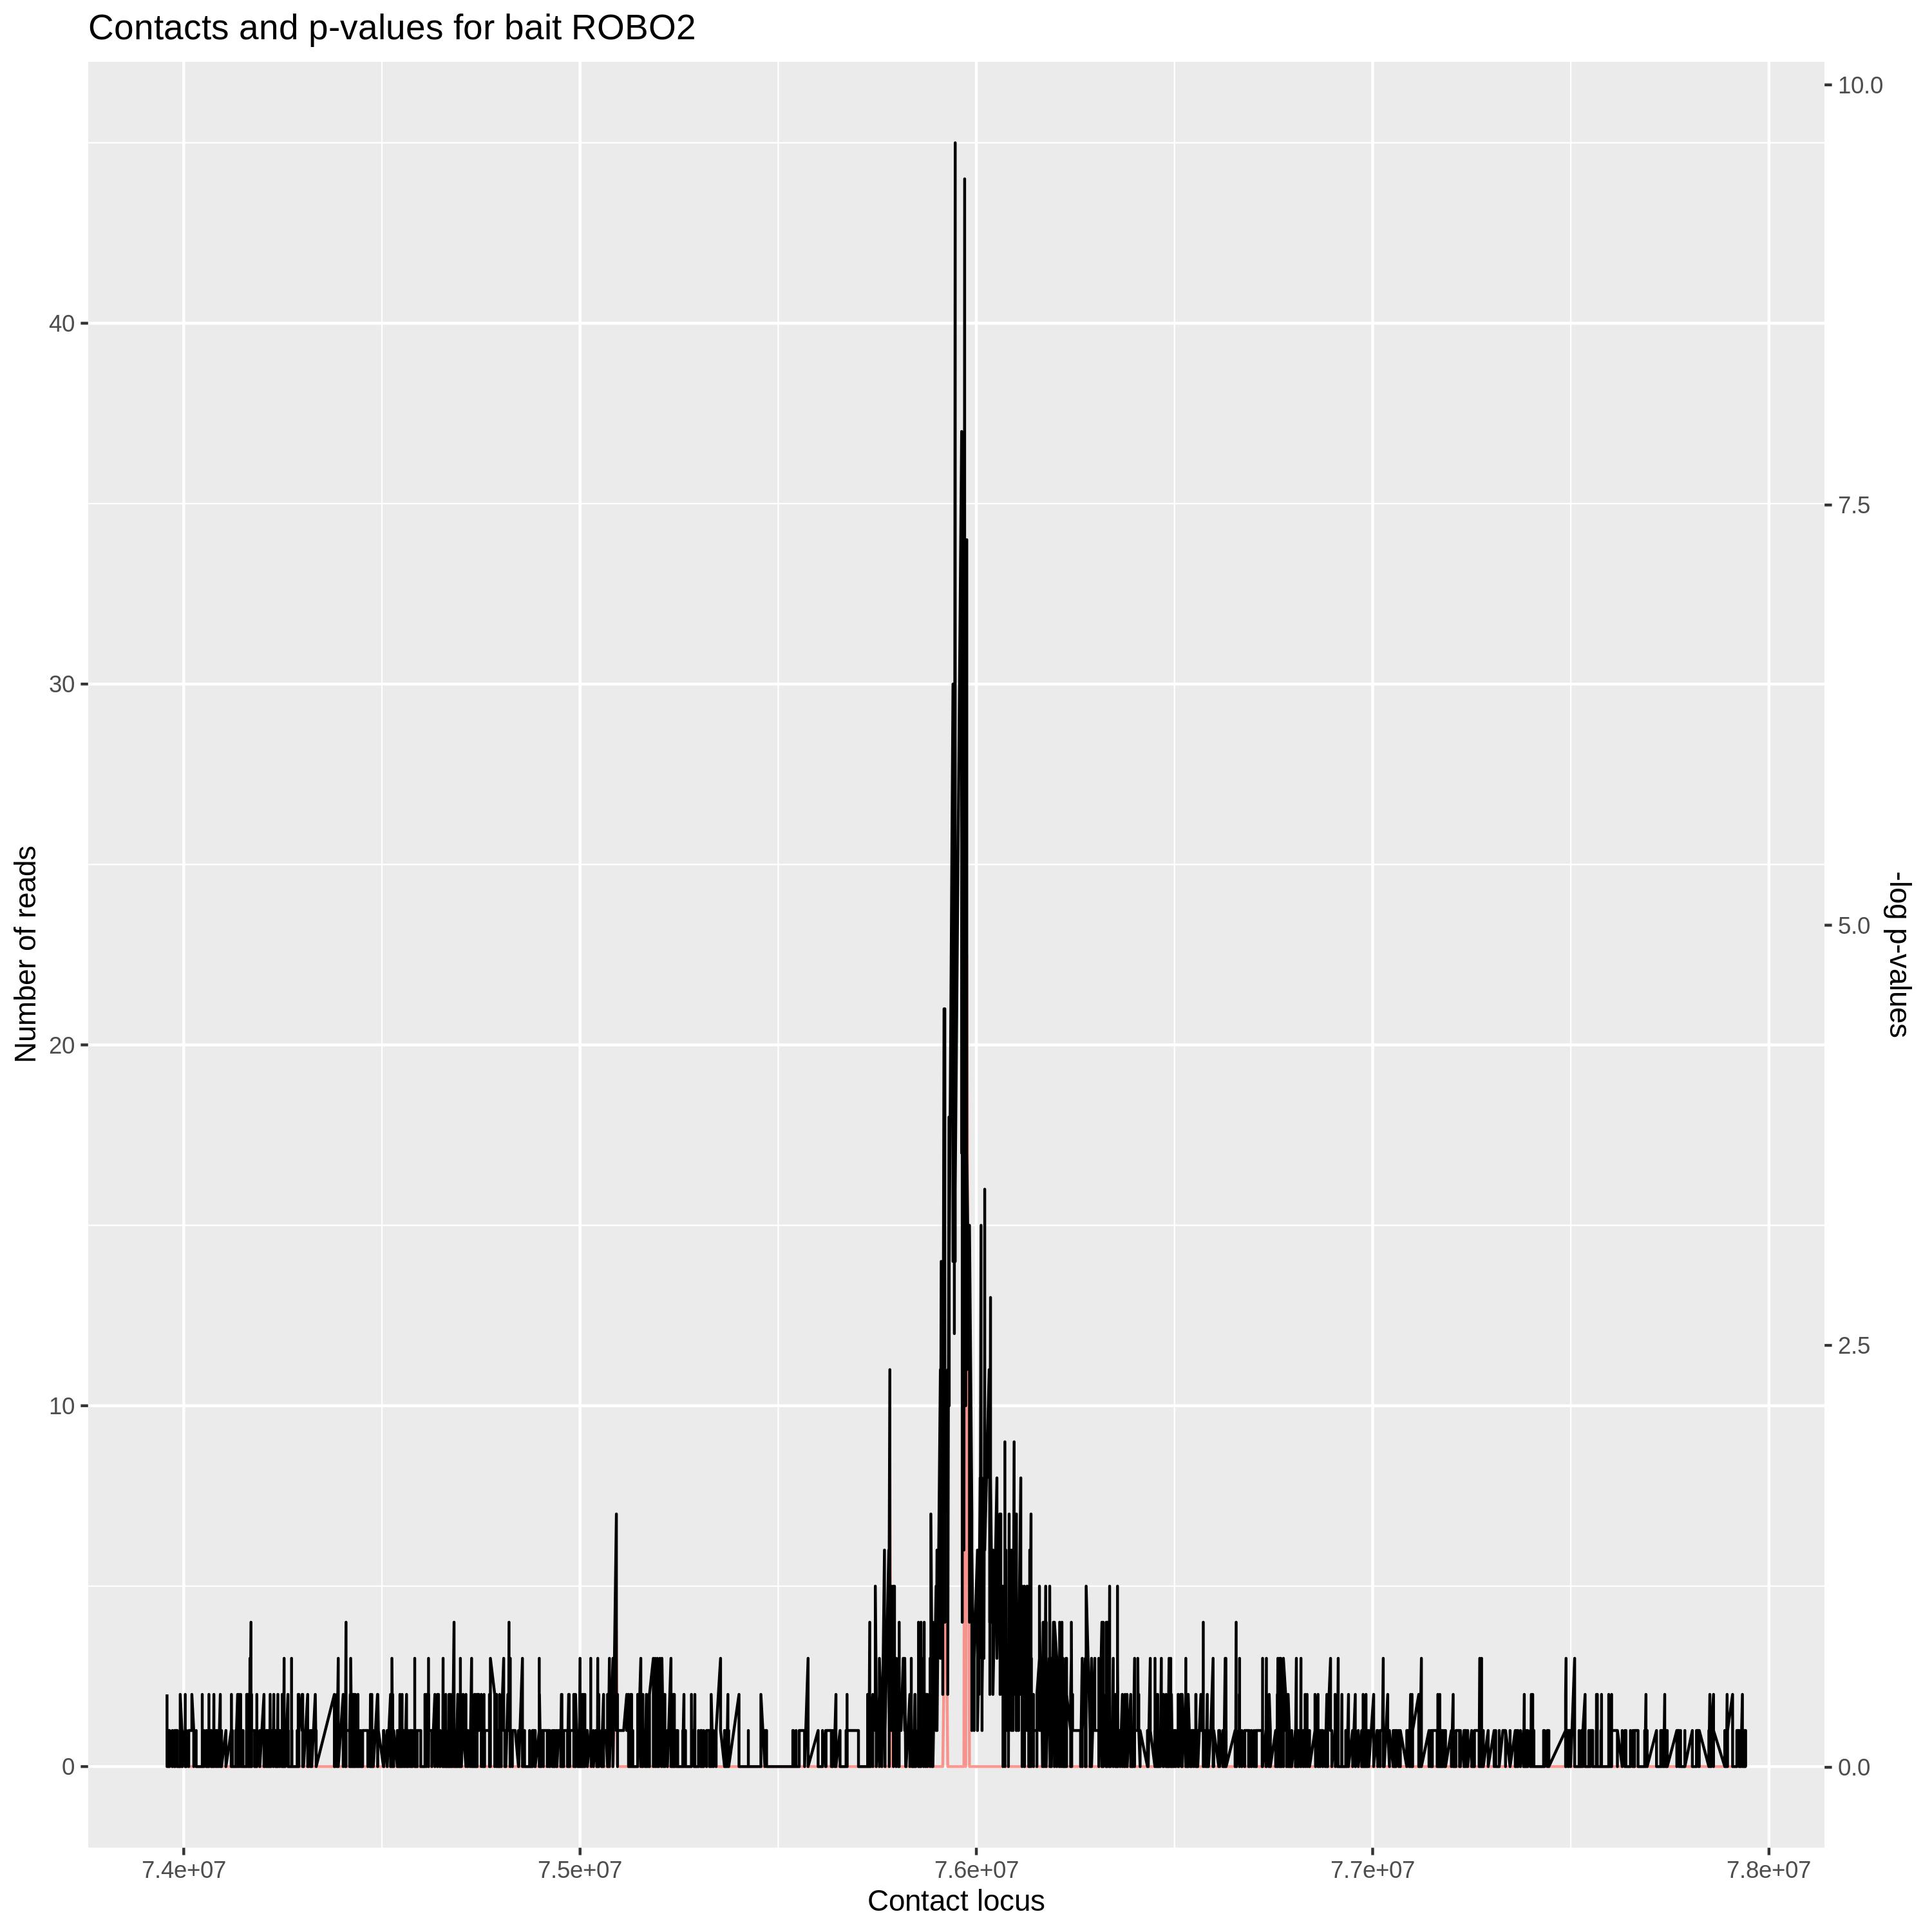 Contacts and p-values for bait ROBO2
10.0
40
7.5
30
Number of reads
5.0
-log p-values
20
2.5
10
0
0.0
7.4e+07 7.5e+07 7.6e+07 7.7e+07 7.8e+07
Contact locus